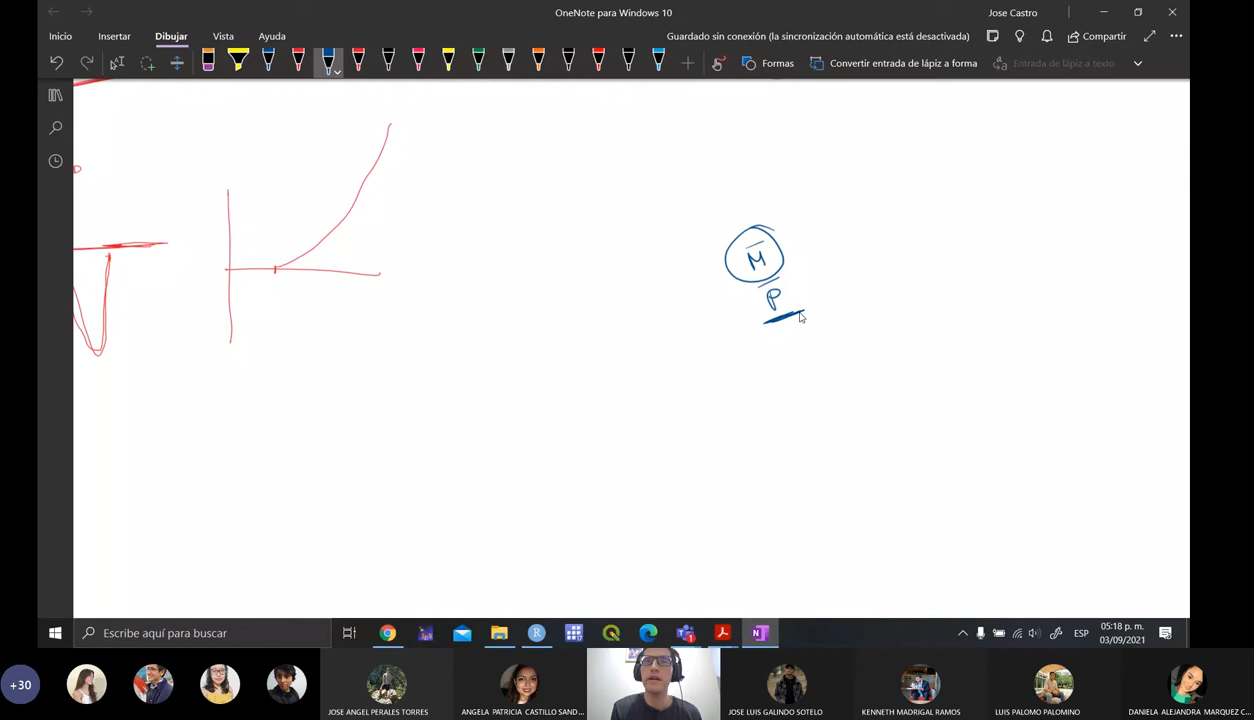 OneNote para Windows 10
Jose Castro
Inicio Insertar Dibujar Vista Ayuda
Guardado sin conexión (la sincronización automática está desactivada)
Compartir
Formas
Convertir entrada de lápiz a forma
Entrada de lápiz a texto
M
P
Escribe aquí para buscar
ESP
05:18 p. m.
03/09/2021
+30
JOSE ANGEL PERALES TORRES
ANGELA PATRICIA CASTILLO SAND...
JOSE LUIS GALINDO SOTELO
KENNETH MADRIGAL RAMOS
LUIS PALOMO PALOMINO
DANIELA ALEJANDRA MARQUEZ C...